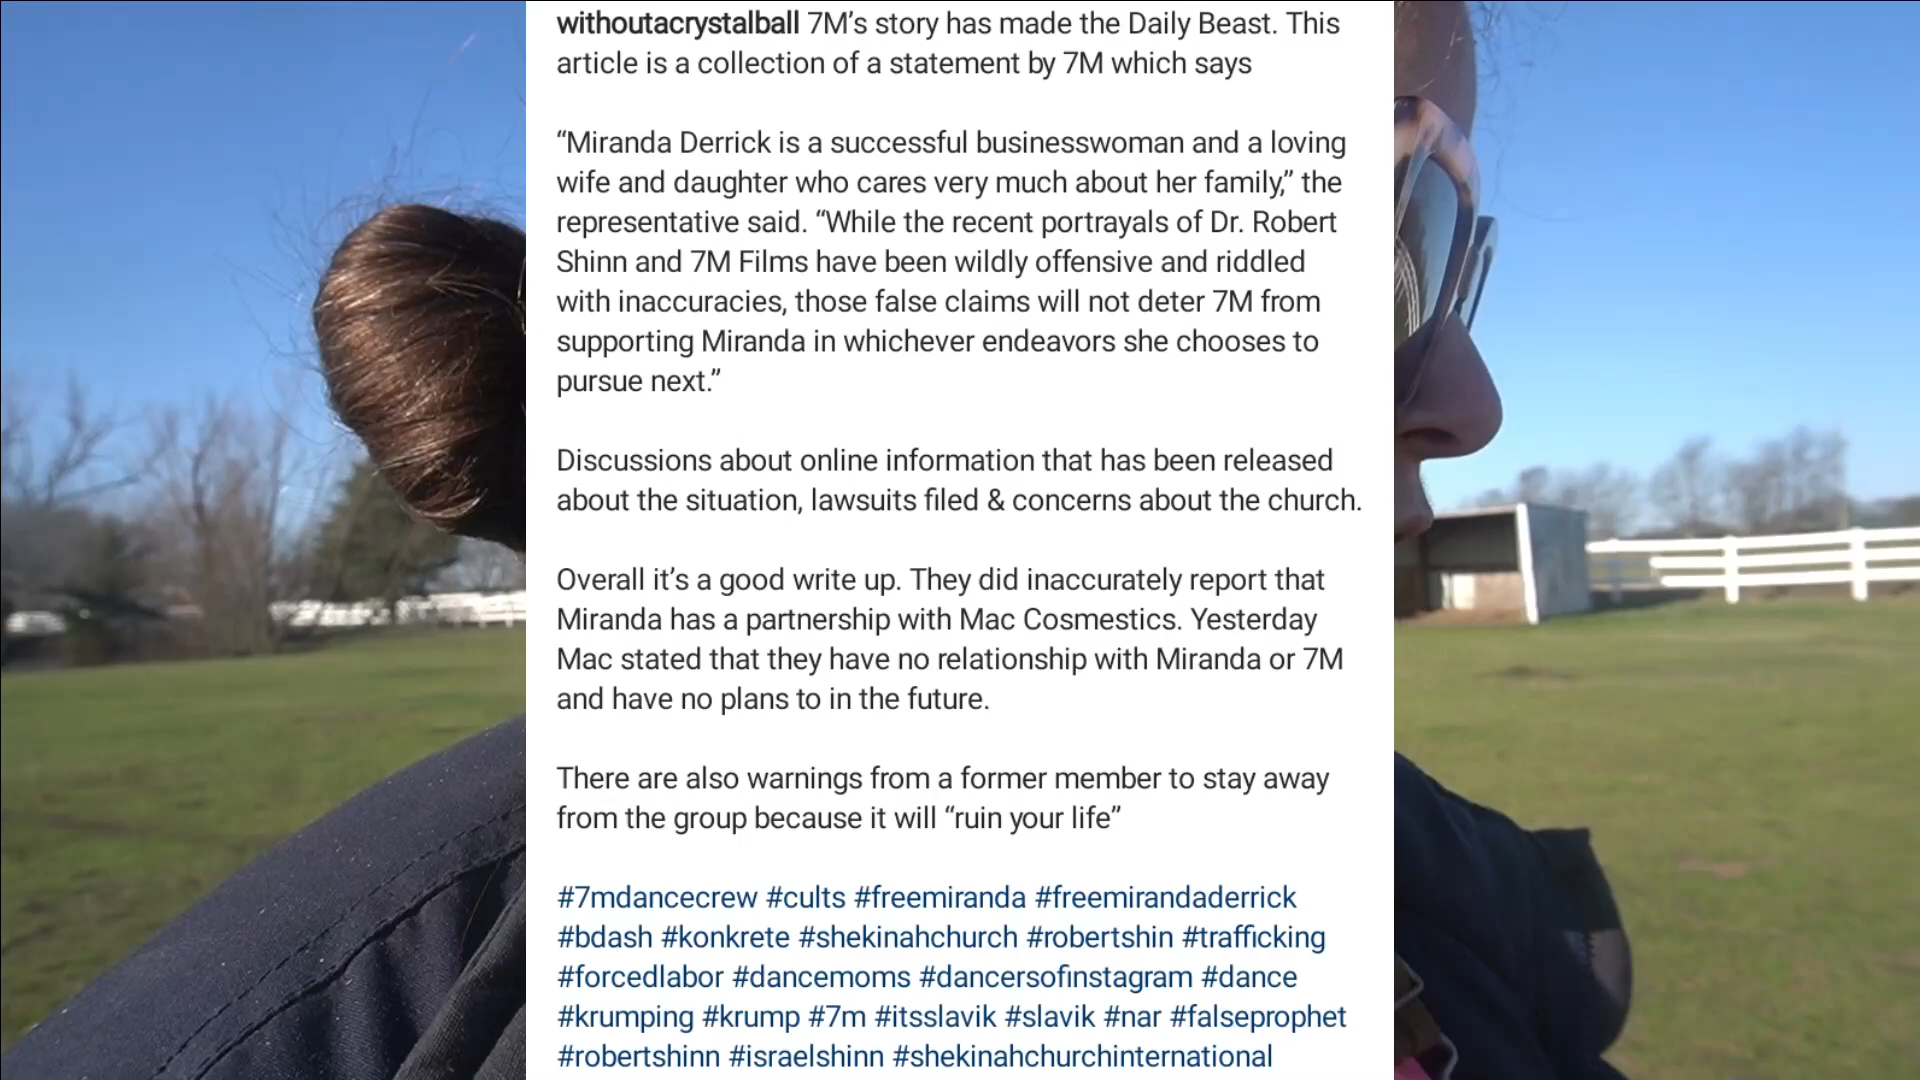 withoutacrystalball 7M’s story has made the Daily Beast. This
article is a collection of a statement by 7M which says
“Miranda Derrick is a successful businesswoman and a loving
wife and daughter who cares very much about her family,” the
representative said. “While the recent portrayals of Dr. Robert
Shinn and 7M Films have been wildly offensive and riddled
with inaccuracies, those false claims will not deter 7M from
supporting Miranda in whichever endeavors she chooses to
pursue next.”
Discussions about online information that has been released
about the situation, lawsuits filed & concerns about the church.
Overall it’s a good write up. They did inaccurately report that
Miranda has a partnership with Mac Cosmestics. Yesterday
Mac stated that they have no relationship with Miranda or 7M
and have no plans to in the future.
There are also warnings from a former member to stay away
from the group because it will “ruin your life”
#7mdancecrew #cults #freemiranda #freemirandaderrick
#bdash #konkrete #shekinahchurch #robertshin #trafficking
#forcedlabor #dancemoms #dancersofinstagram #dance
#krumping #krump #7m #itsslavik #slavik #nar #falseprophet
#robertshinn #israelshinn #shekinahchurchinternational